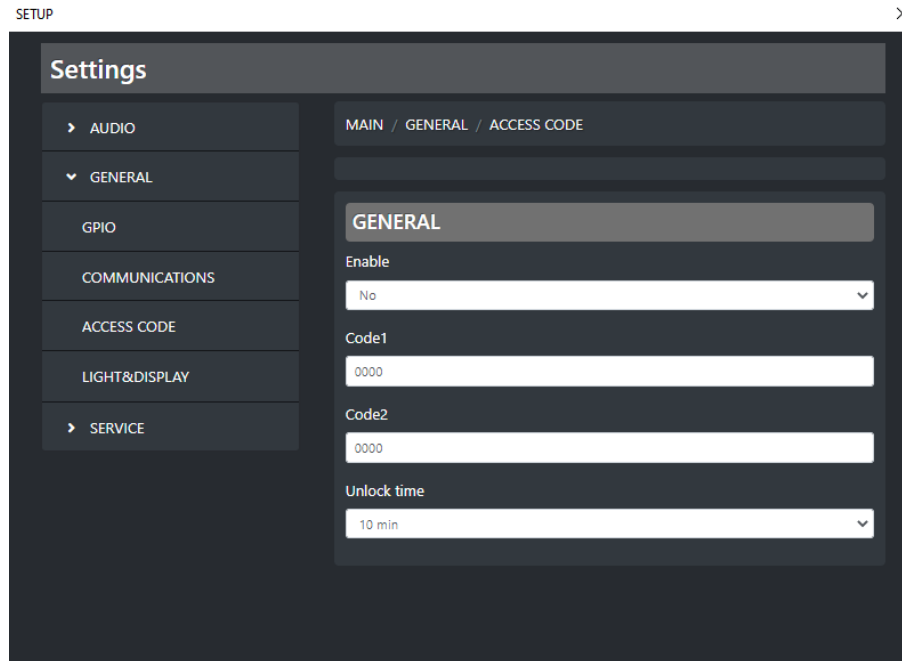 SETUP
Settings
AUDIO
GENERAL
GPIO
COMMUNICATIONS
ACCESS CODE
LIGHT&DISPLAY
SERVICE
MAIN / GENERAL / ACCESS CODE
GENERAL
Enable
No
Code1
0000
Code2
0000
Unlock time
10 min